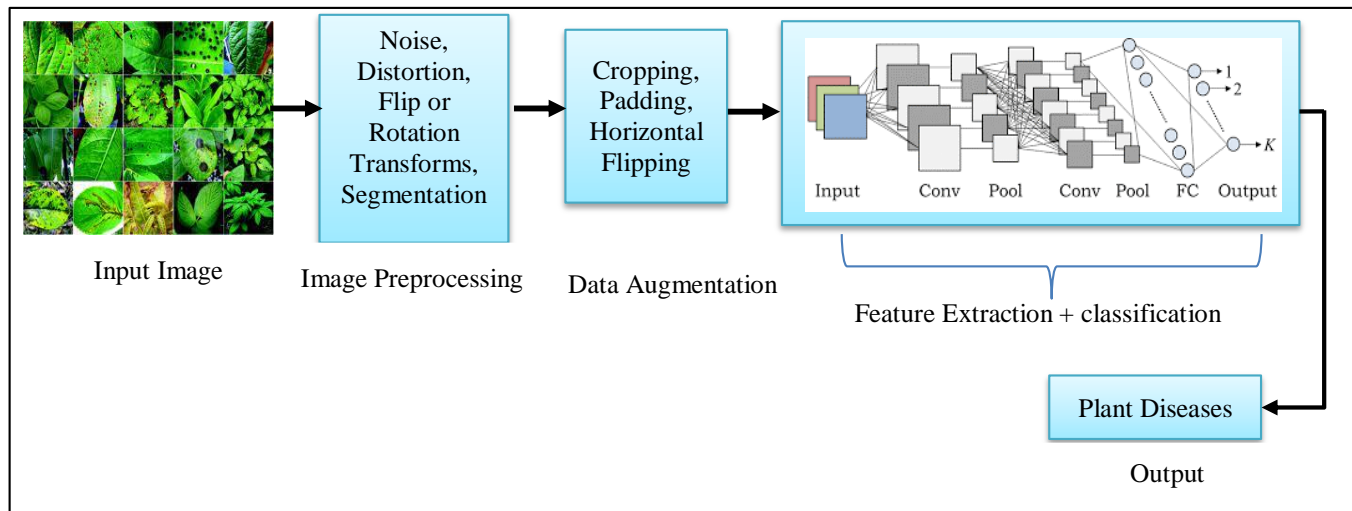 Noise,
Distortion,
Flip or
Rotation
Transforms,
Segmentation
Cropping,
Padding,
Horizontal
Flipping
1
2
K
Input Conv Pool Conv Pool FC Output
Input Image
Image Preprocessing
Data Augmentation
Feature Extraction + classification
Plant Diseases
Output